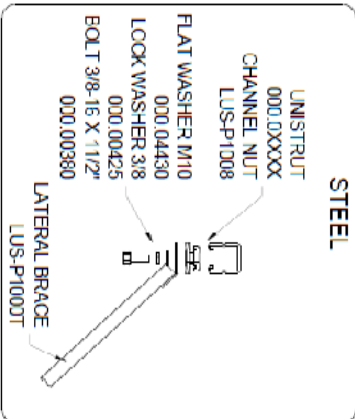 STEEL
UNISTRUT
000.0XXXX
CHANNEL NUT
LUS-P1008
FLAT WASHER M10
000.04430
LOCK WASHER 3/8
000.00425
BOLT 3/8-16 X 1 1/2"
000.00380
LATERAL BRACE
LUS-P1000T